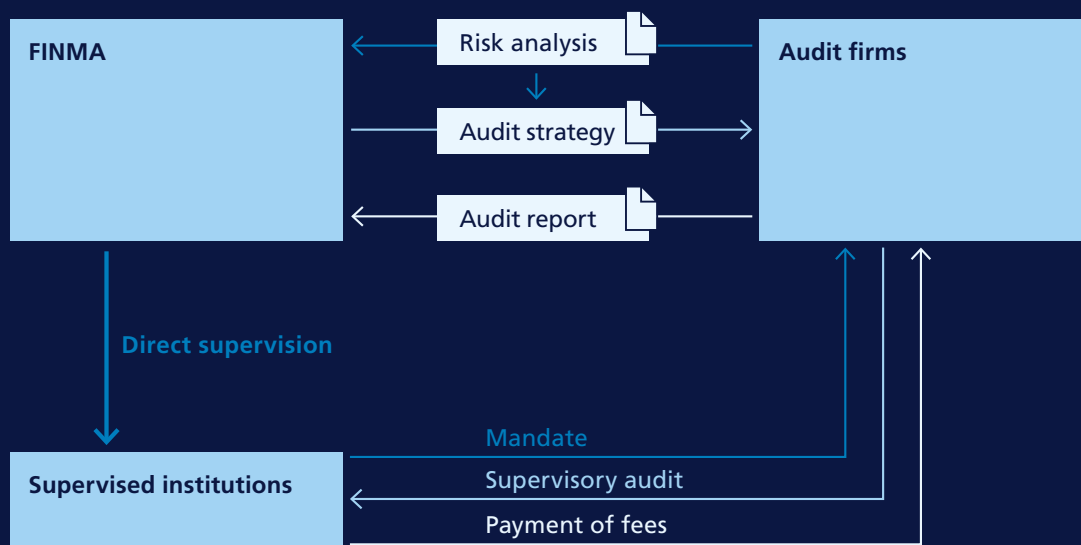 FINMA
Risk analysis
Audit firms
Audit strategy
Audit report
Direct supervision
Mandate
Supervised institutions
Supervisory audit
Payment of fees